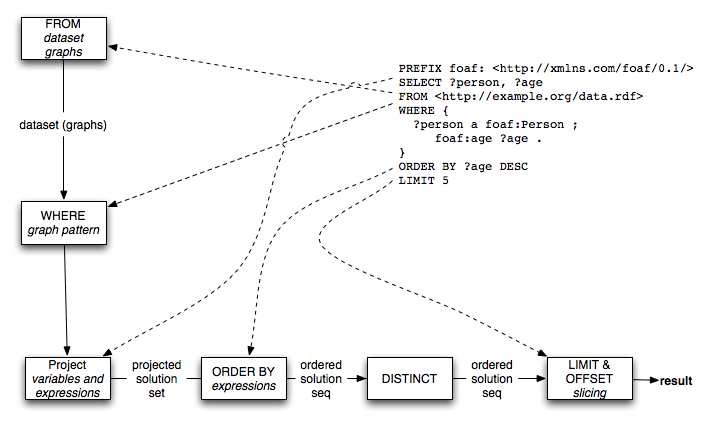 FROM
dataset
graphs
dataset (graphs)
WHERE
graph pattern
PREFIX foaf: <http://xmlns.com/foaf/0.1/>
SELECT ?person, ?age
FROM <http://example.org/data.rdf>
WHERE {
?person a foaf:Person ;
foaf:age ?age .
}
ORDER BY ?age DESC
LIMIT 5
Project
variables and
expressions
projected
solution
set
ORDER BY
expressions
ordered
solution
seq
DISTINCT
ordered
solution
seq
LIMIT &
OFFSET
slicing
result